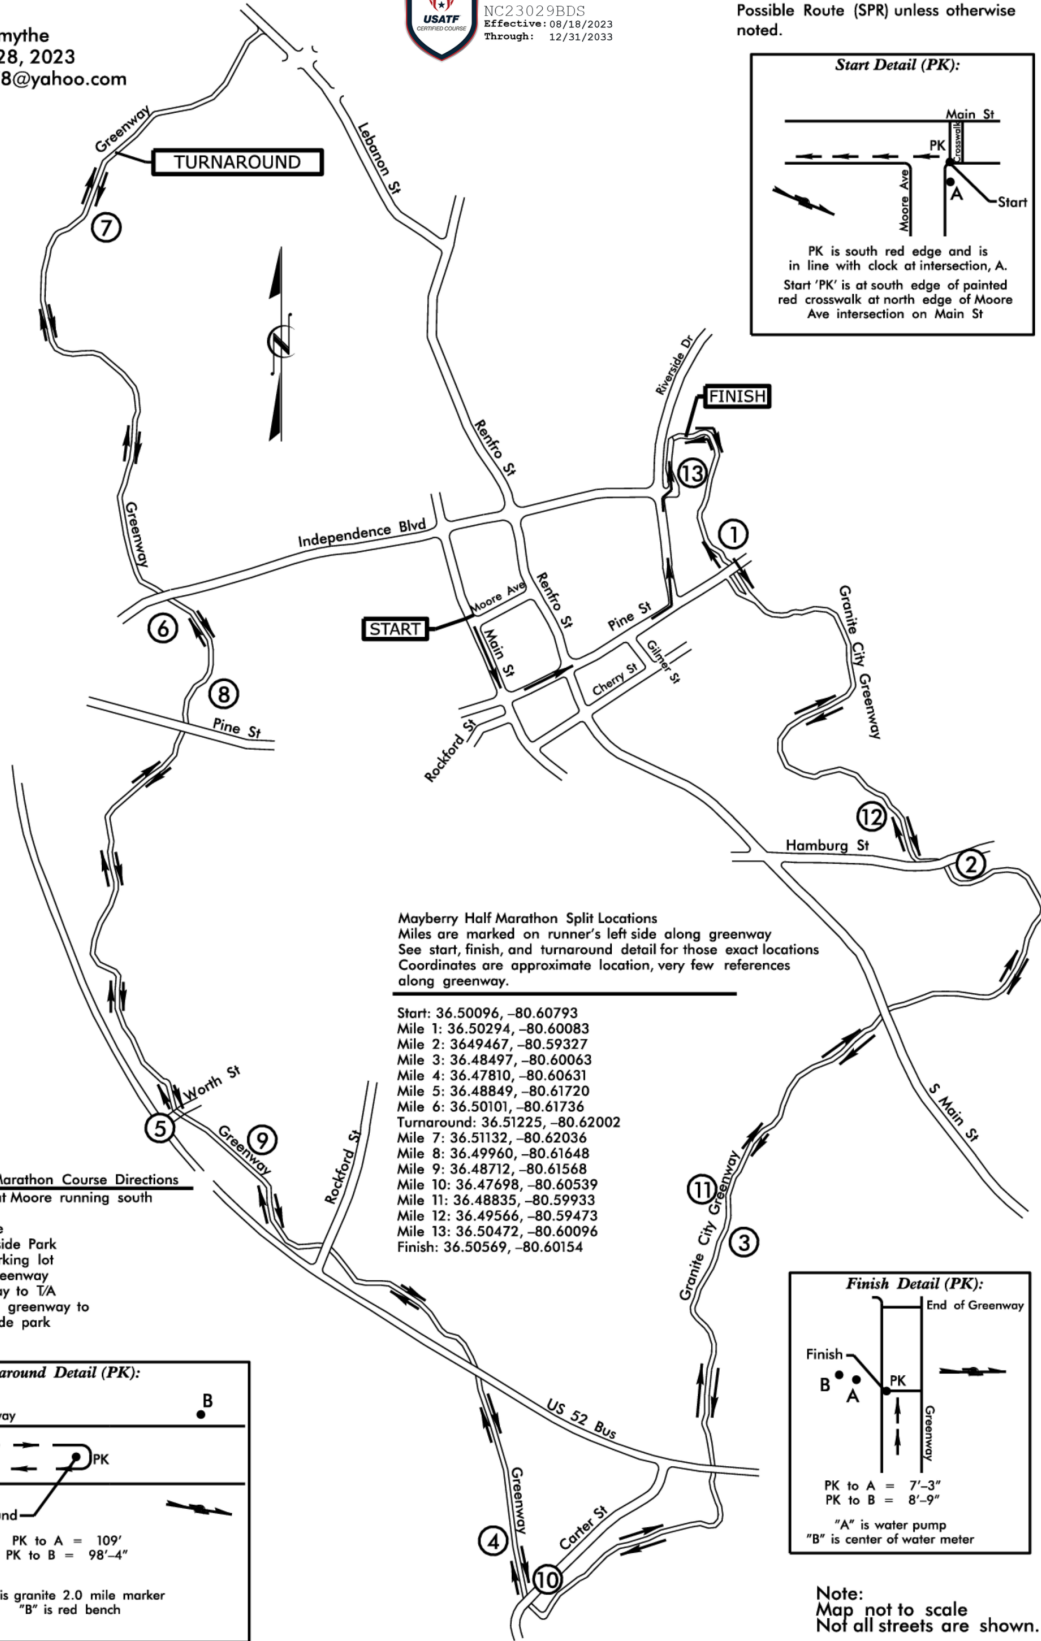 mythe
28, 2023
8@yahoo.com
USATF
CERTIFIED COURSE
NC23029BDS
Effective: 08/18/2023
Through: 12/31/2033
Possible Route (SPR) unless otherwise
noted.
Start Detail (PK):
Main St
Crosswalk
PK
A
Moore Ave
Start
PK is south red edge and is
in line with clock at intersection, A.
Start 'PK' is at south edge of painted
red crosswalk at north edge of Moore
Ave intersection on Main St
Greenway
TURNAROUND
7
Lebanon St
N
Riverside Dr
FINISH
13
Renfro St
Greenway
Independence Blvd
1
Moore Ave
Renfro St
START
Main St
Pine St
Cherry St
Gilmer St
Rockford St
Granite City Greenway
6
8
Pine St
12
Hamburg St
2
Mayberry Half Marathon Split Locations
Miles are marked on runner's left side along greenway
See start, finish, and turnaround detail for those exact locations
Coordinates are approximate location, very few references
along greenway.
Start: 36.50096, –80.60793
Mile 1: 36.50294, –80.60083
Mile 2: 3649467, –80.59327
Mile 3: 36.48497, –80.60063
Mile 4: 36.47810, –80.60631
Mile 5: 36.48849, –80.61720
Mile 6: 36.50101, –80.61736
Turnaround: 36.51225, –80.62002
Mile 7: 36.51132, –80.62036
Mile 8: 36.49960, –80.61648
Mile 9: 36.48712, –80.61568
Mile 10: 36.47698, –80.60539
Mile 11: 36.48835, –80.59933
Mile 12: 36.49566, –80.59473
Mile 13: 36.50472, –80.60096
Finish: 36.50569, –80.60154
Worth St
5
9
Greenway
Rockford St
S Main St
11
3
Granite City Greenway
Marathon Course Directions
at Moore running south
e
side Park
rking lot
eenway
ay to T/A
greenway to
de park
US 52 Bus
Greenway
Carter St
4
10
around Detail (PK):
B
way
PK
nd
PK to A = 109'
PK to B = 98'–4"
is granite 2.0 mile marker
"B" is red bench
Finish Detail (PK):
End of Greenway
Finish
B
A
PK
Greenway
PK to A = 7'–3"
PK to B = 8'–9"
"A" is water pump
"B" is center of water meter
Note:
Map not to scale
Not all streets are shown.